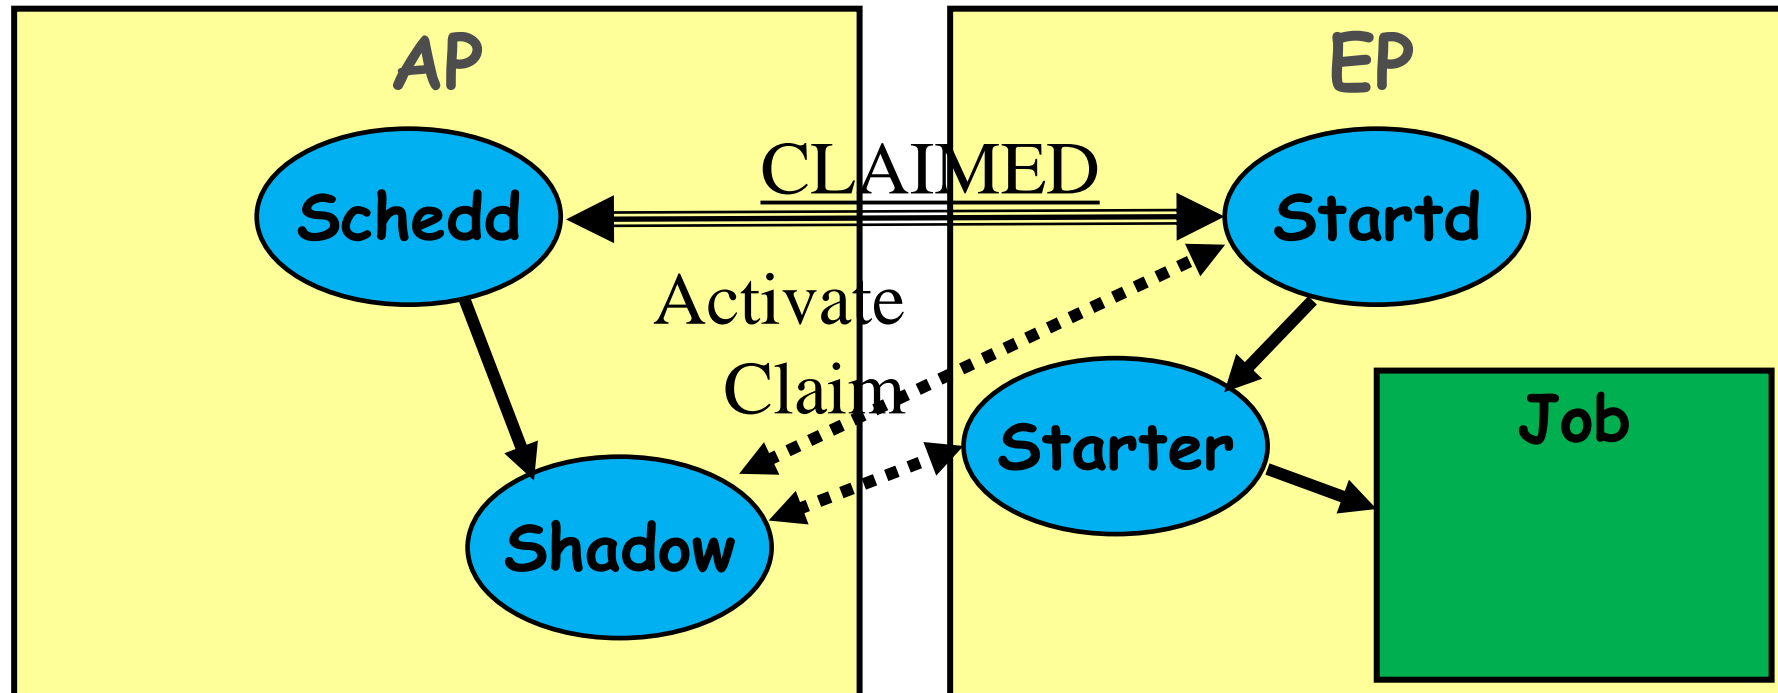 AP
EP
CLAIMED
Schedd
Startd
Activate
Claim
Job
Starter
Shadow